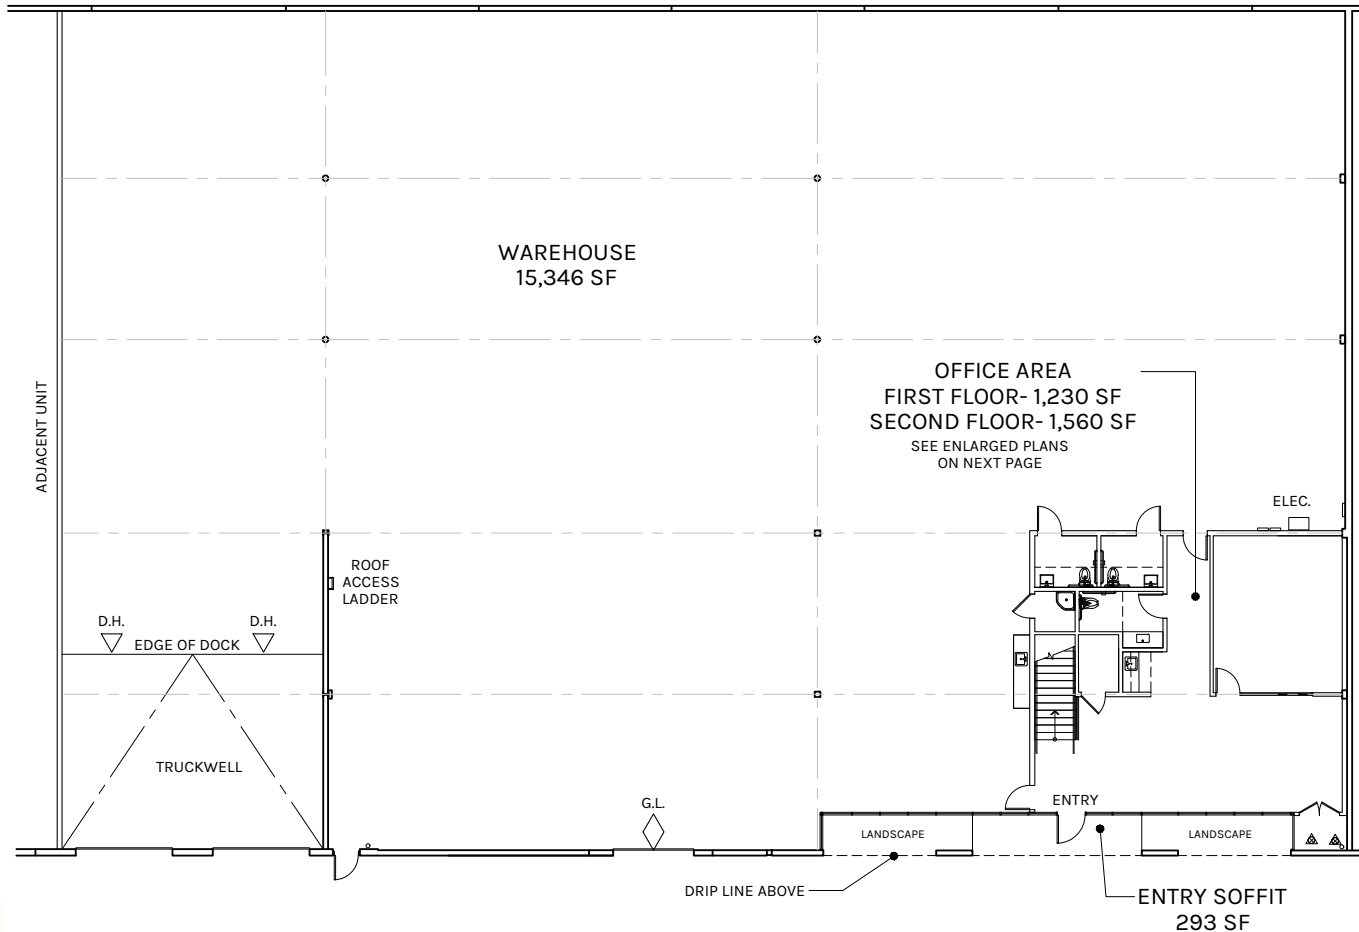 WAREHOUSE
15,346 SF
OFFICE AREA
FIRST FLOOR- 1,230 SF
SECOND FLOOR- 1,560 SF
SEE ENLARGED PLANS
ON NEXT PAGE
ADJACENT UNIT
ELEC.
ROOF
ACCESS
LADDER
D.H.
D.H.
EDGE OF DOCK
TRUCKWELL
G.L.
ENTRY
LANDSCAPE
LANDSCAPE
DRIP LINE ABOVE
ENTRY SOFFIT
293 SF